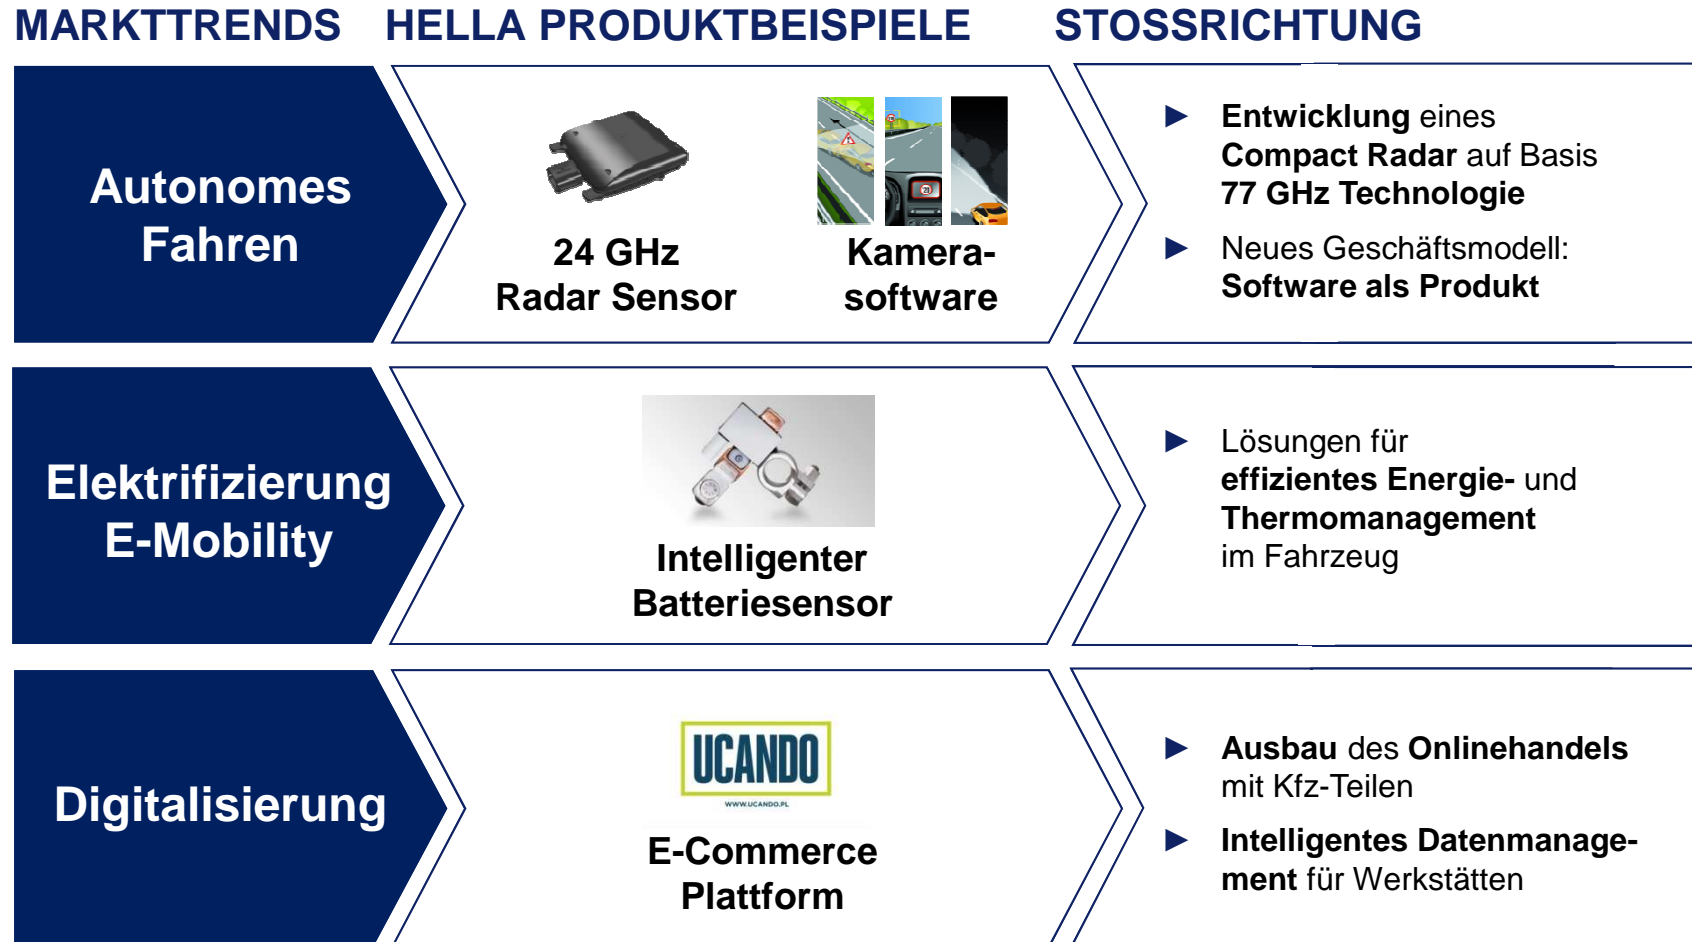 MARKTTRENDS HELLA PRODUKTBEISPIELE STOSSRICHTUNG
Autonomes
Fahren
24 GHz
Radar Sensor
Kamera-
software
► Entwicklung eines
Compact Radar auf Basis
77 GHz Technologie
► Neues Geschäftsmodell:
Software als Produkt
Elektrifizierung
E-Mobility
Intelligenter
Batteriesensor
► Lösungen für
effizientes Energie- und
Thermomanagement
im Fahrzeug
Digitalisierung
UCANDO
WWW.UCANDO.PL
E-Commerce
Plattform
► Ausbau des Onlinehandels
mit Kfz-Teilen
► Intelligentes Datenmanage-
ment für Werkstätten